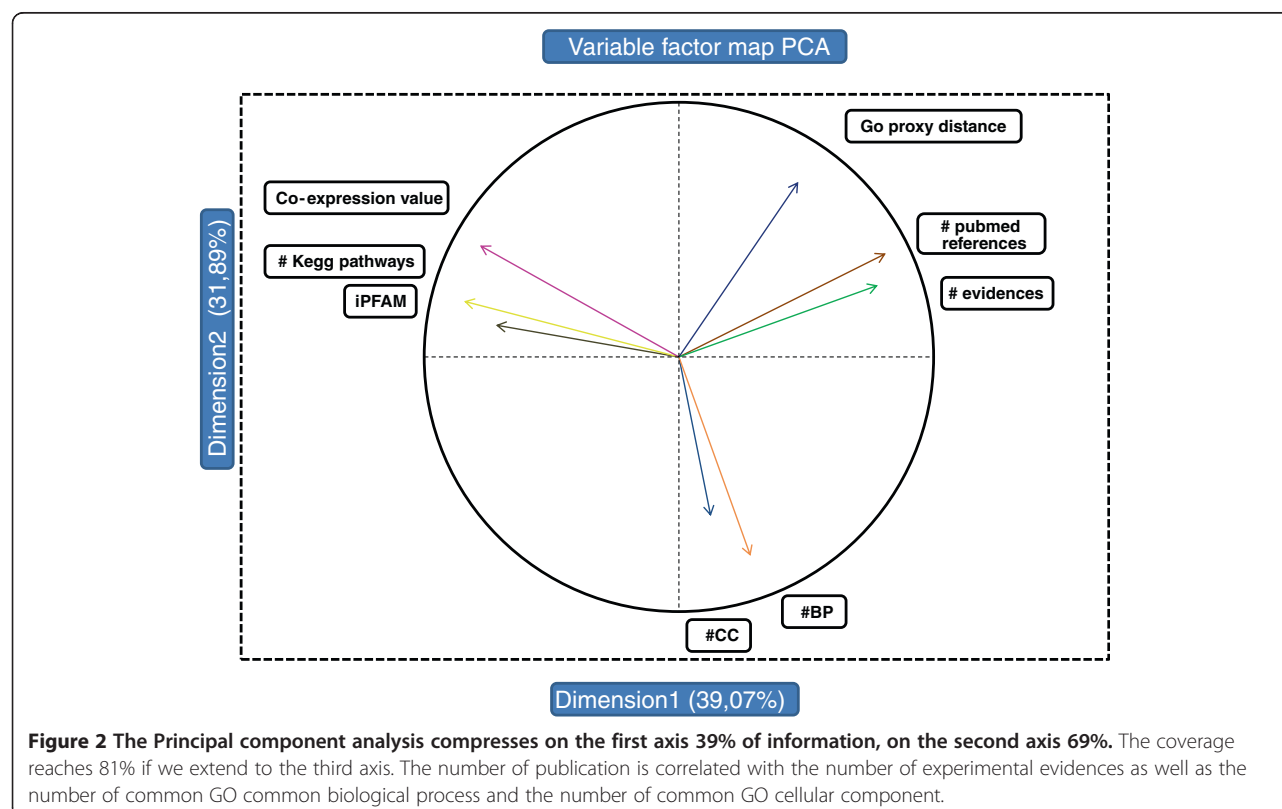 Variable factor map PCA
Go proxy distance
Co-expression value
# pubmed
references
# Kegg pathways
# evidences
iPFAM
Dimension2 (31,89%)
#BP
#CC
Dimension1 (39,07%)
Figure 2 The Principal component analysis compresses on the first axis 39% of information, on the second axis 69%. The coverage
reaches 81% if we extend to the third axis. The number of publication is correlated with the number of experimental evidences as well as the
number of common GO common biological process and the number of common GO cellular component.